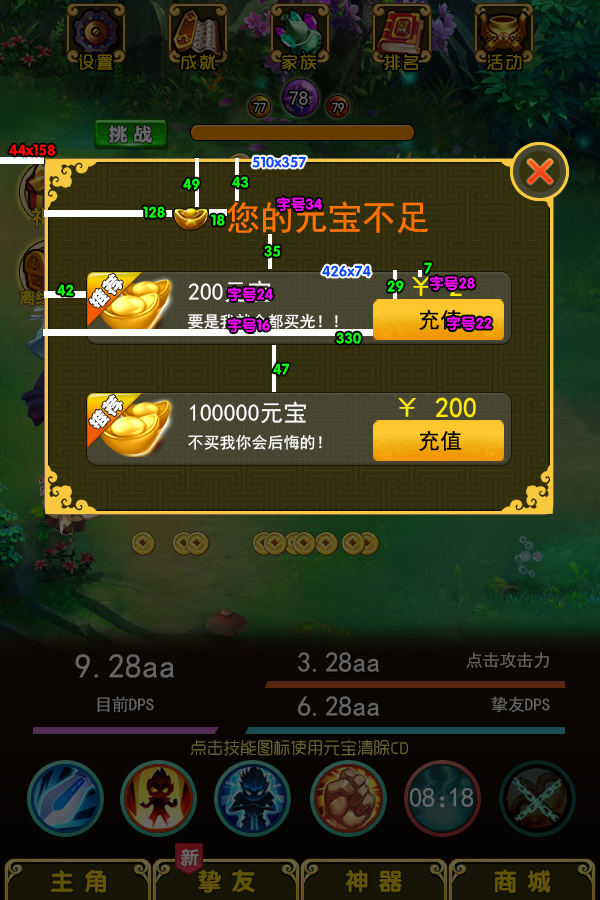 设置 成就 家族 排名 活动
77 78 79
挑战
44x158
510x357
49 43
128 18 您的元宝不足 字号34
35
426x74
7
42 推荐 200元宝 字号24 29 ¥ 2 字号28
要是我就全都买光！！ 字号16 充值 字号22
330
47
推荐 100000元宝 ¥ 200
不买我你会后悔的！ 充值
9.28aa 3.28aa 点击攻击力
目前DPS 6.28aa 挚友DPS
点击技能图标使用元宝清除CD
08:18
新
主角 挚友 神器 商城